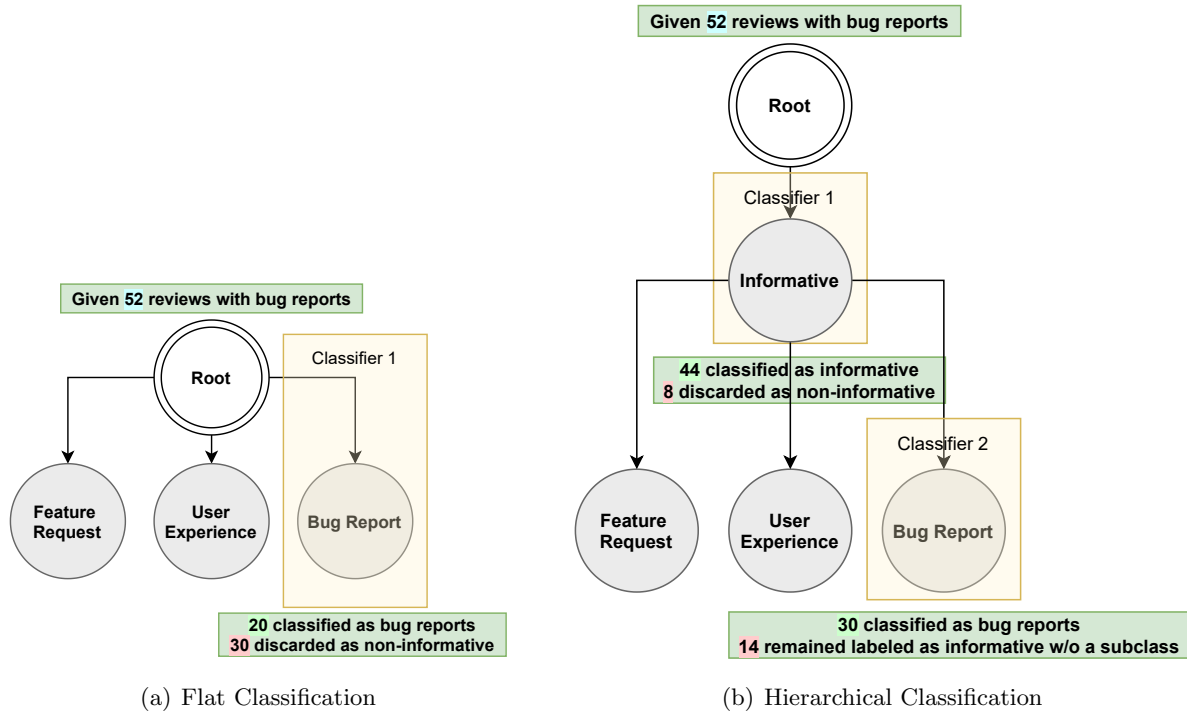 Given 52 reviews with bug reports
Root
Classifier 1
Feature
Request
User
Experience
Bug Report
20 classified as bug reports
30 discarded as non-informative
(a) Flat Classification
Given 52 reviews with bug reports
Root
Classifier 1
Informative
44 classified as informative
8 discarded as non-informative
Classifier 2
Feature
Request
User
Experience
Bug Report
30 classified as bug reports
14 remained labeled as informative w/o a subclass
(b) Hierarchical Classification